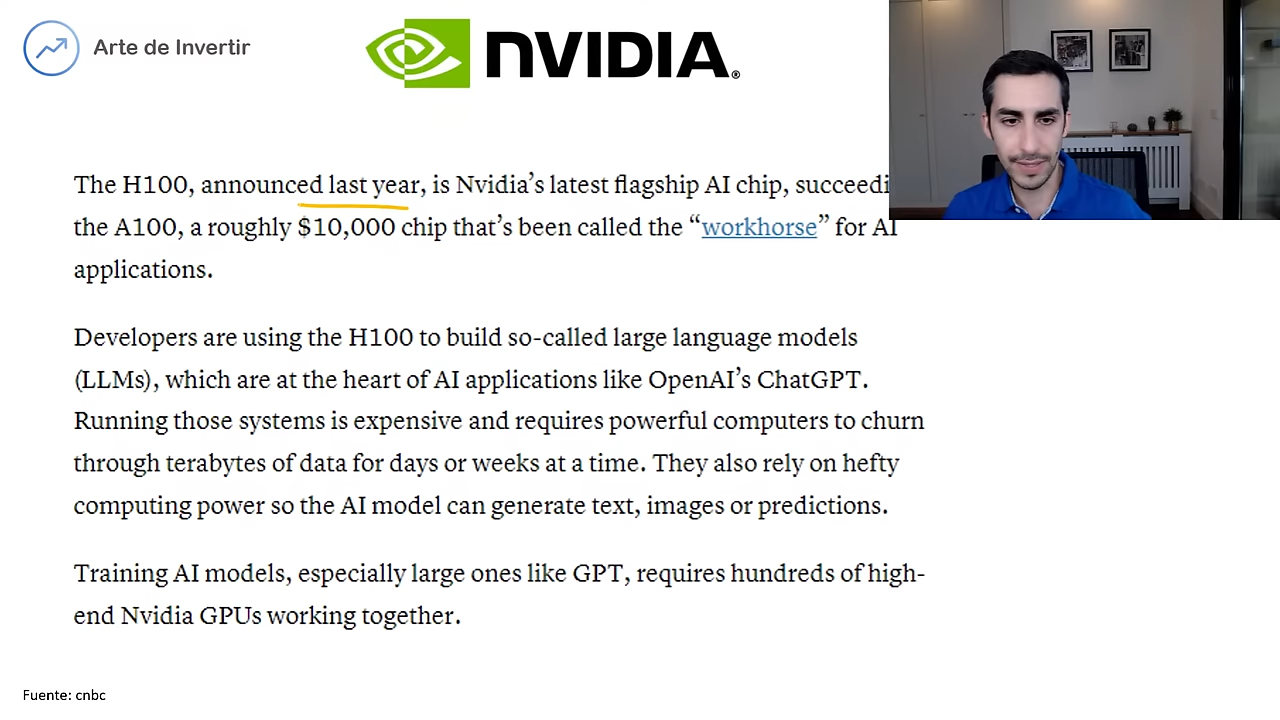 Arte de Invertir
NVIDIA.®
The H100, announced last year, is Nvidia’s latest flagship AI chip, succeedi
the A100, a roughly $10,000 chip that’s been called the “workhorse” for AI
applications.
Developers are using the H100 to build so-called large language models
(LLMs), which are at the heart of AI applications like OpenAI’s ChatGPT.
Running those systems is expensive and requires powerful computers to churn
through terabytes of data for days or weeks at a time. They also rely on hefty
computing power so the AI model can generate text, images or predictions.
Training AI models, especially large ones like GPT, requires hundreds of high-
end Nvidia GPUs working together.
Fuente: cnbc